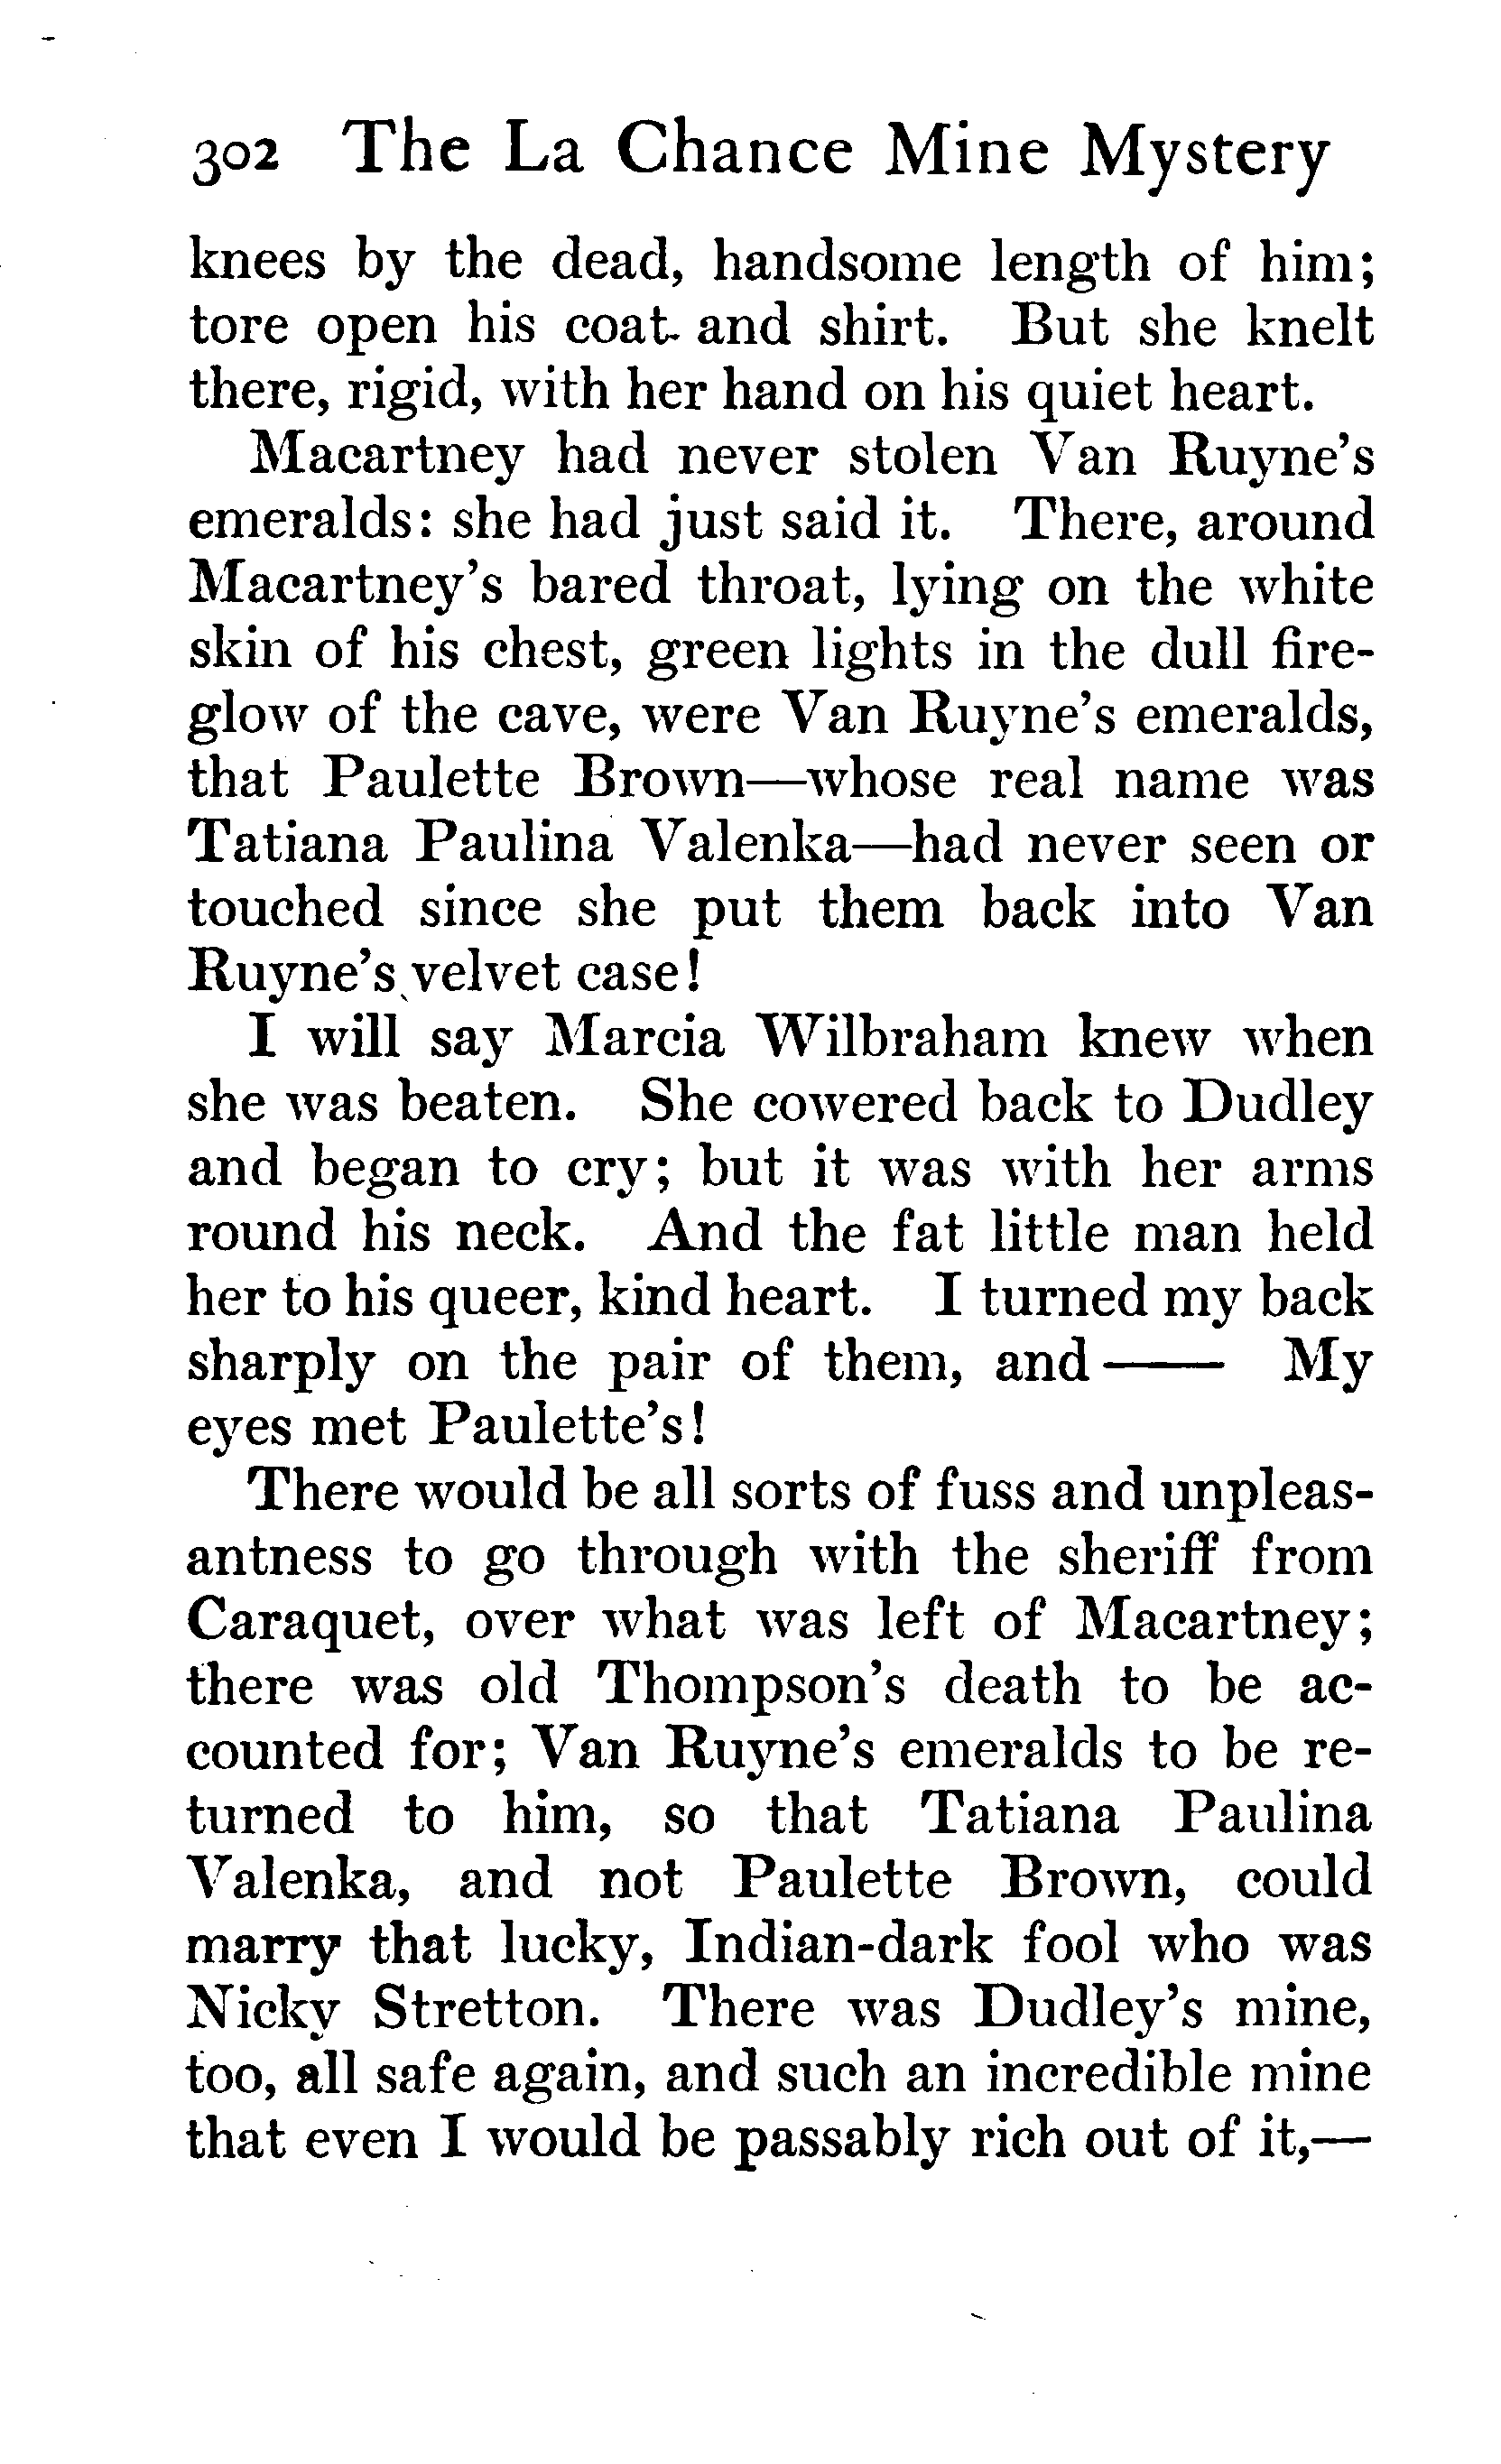 302 The La Chance Mine Mystery
knees by the dead, handsome length of him;
tore open his coat and shirt. But she knelt
there, rigid, with her hand on his quiet heart.
Macartney had never stolen Van Ruyne's
emeralds: she had just said it. There, around
Macartney's bared throat, lying on the white
skin of his chest, green lights in the dull fire-
glow of the cave, were Van Ruyne's emeralds,
that Paulette Brown—whose real name was
Tatiana Paulina Valenka—had never seen or
touched since she put them back into Van
Ruyne's velvet case!
I will say Marcia Wilbraham knew when
she was beaten. She cowered back to Dudley
and began to cry; but it was with her arms
round his neck. And the fat little man held
her to his queer, kind heart. I turned my back
sharply on the pair of them, and —— My
eyes met Paulette's!
There would be all sorts of fuss and unpleas-
antness to go through with the sheriff from
Caraquet, over what was left of Macartney;
there was old Thompson's death to be ac-
counted for; Van Ruyne's emeralds to be re-
turned to him, so that Tatiana Paulina
Valenka, and not Paulette Brown, could
marry that lucky, Indian-dark fool who was
Nicky Stretton. There was Dudley's mine,
too, all safe again, and such an incredible mine
that even I would be passably rich out of it,—